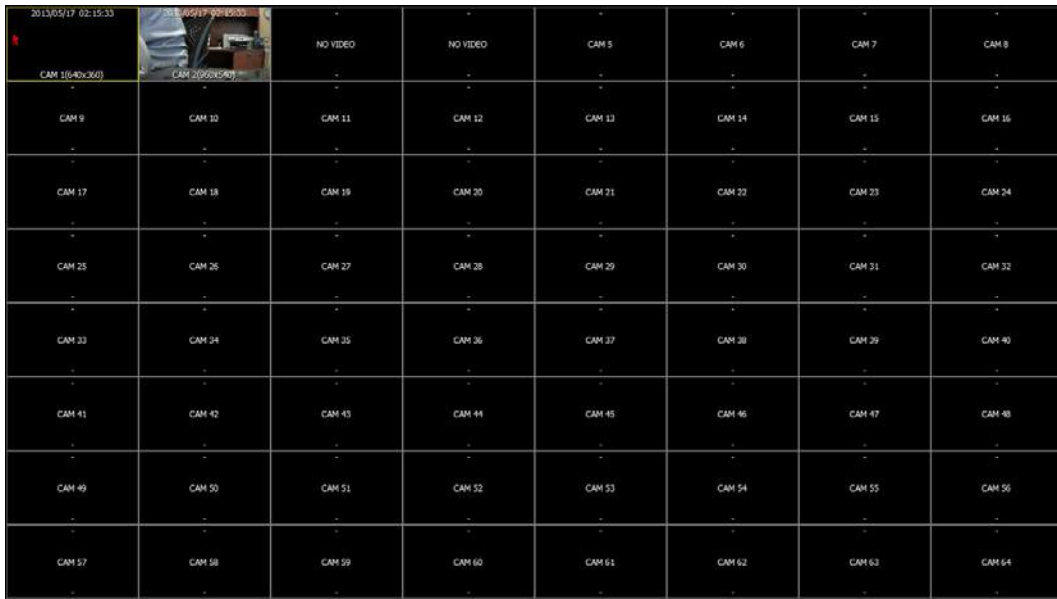 2013/05/17 02:15:33
CAM 1(640x360)
2013/05/17 02:15:33
CAM 2(960x540)
NO VIDEO
NO VIDEO
CAM 5
CAM 6
CAM 7
CAM 8
CAM 9
CAM 10
CAM 11
CAM 12
CAM 13
CAM 14
CAM 15
CAM 16
CAM 17
CAM 18
CAM 19
CAM 20
CAM 21
CAM 22
CAM 23
CAM 24
CAM 25
CAM 26
CAM 27
CAM 28
CAM 29
CAM 30
CAM 31
CAM 32
CAM 33
CAM 34
CAM 35
CAM 36
CAM 37
CAM 38
CAM 39
CAM 40
CAM 41
CAM 42
CAM 43
CAM 44
CAM 45
CAM 46
CAM 47
CAM 48
CAM 49
CAM 50
CAM 51
CAM 52
CAM 53
CAM 54
CAM 55
CAM 56
CAM 57
CAM 58
CAM 59
CAM 60
CAM 61
CAM 62
CAM 63
CAM 64